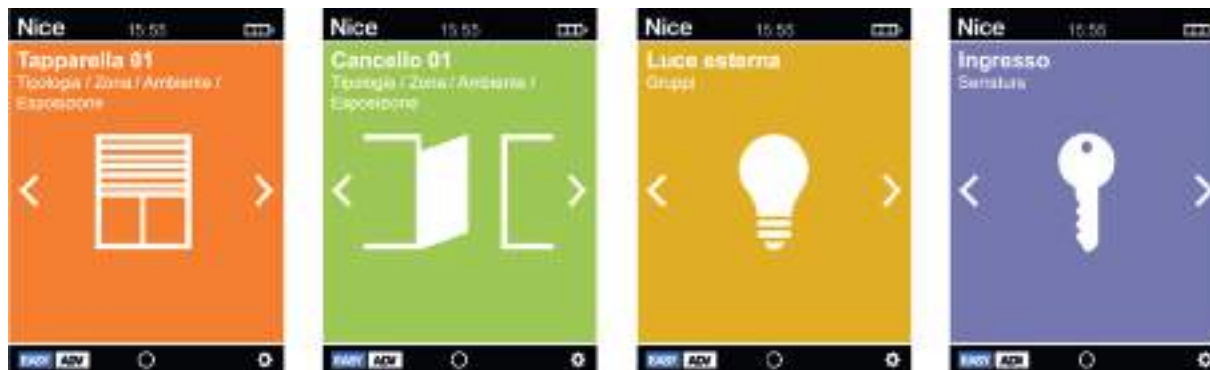 Nice 15:55
Tapparella 01
Tipologia / Zona / Ambiente /
Esposizione
EASY ADV
Nice 15:55
Cancello 01
Tipologia / Zona / Ambiente /
Esposizione
EASY ADV
Nice 15:55
Luce esterna
Gruppi
EASY ADV
Nice 15:55
Ingresso
Serratura
EASY ADV